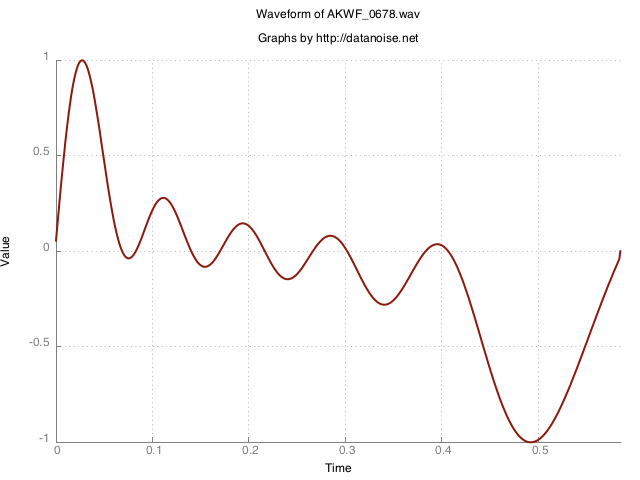 Waveform of AKWF_0678.wav
Graphs by http://datanoise.net
1
0.5
0
-0.5
-1
Value
0 0.1 0.2 0.3 0.4 0.5
Time